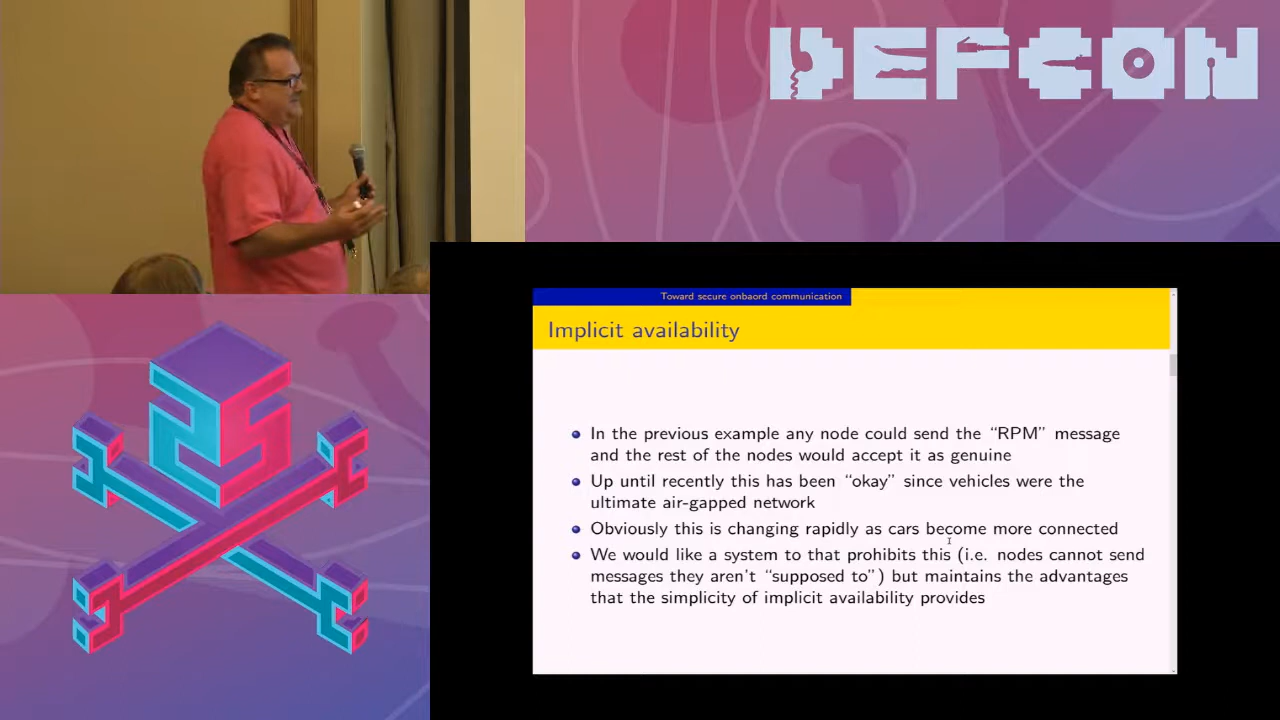 DEFCON
Toward secure onbaord communication
Implicit availability
In the previous example any node could send the “RPM” message
and the rest of the nodes would accept it as genuine
Up until recently this has been “okay” since vehicles were the
ultimate air-gapped network
Obviously this is changing rapidly as cars become more connected
We would like a system to that prohibits this (i.e. nodes cannot send
messages they aren't “supposed to”) but maintains the advantages
that the simplicity of implicit availability provides